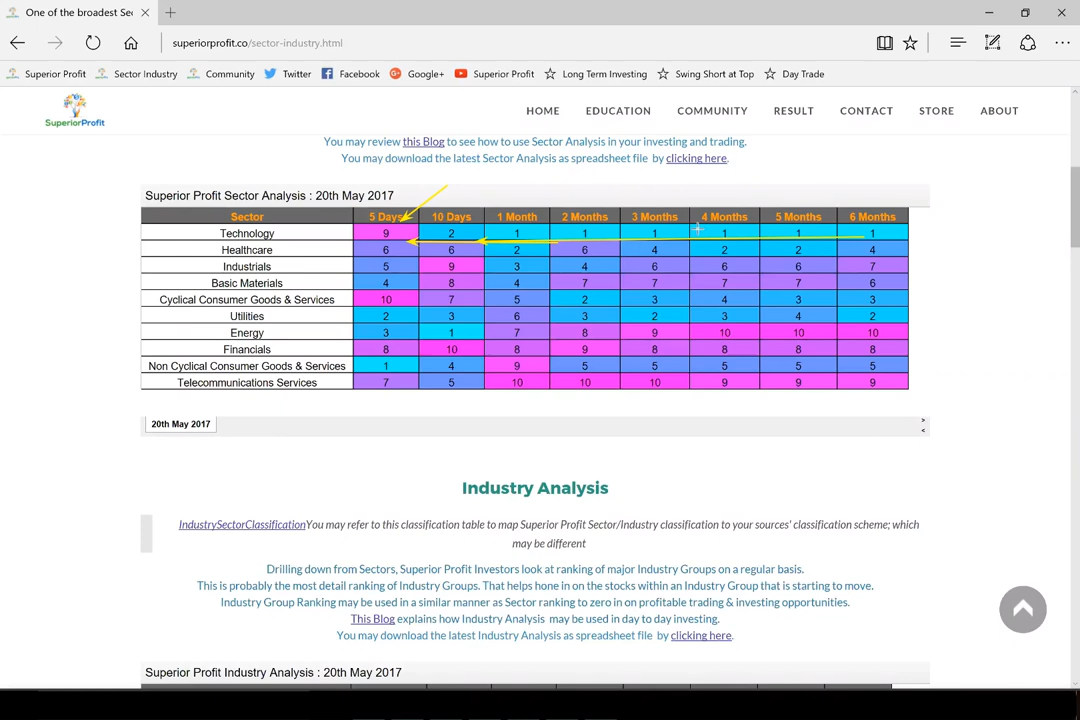 One of the broadest Sec
superiorprofit.co/sector-industry.html
Superior Profit Sector Industry Community Twitter Facebook Google+ Superior Profit Long Term Investing Swing Short at Top Day Trade
SuperiorProfit
HOME EDUCATION COMMUNITY RESULT CONTACT STORE ABOUT
You may review this Blog to see how to use Sector Analysis in your investing and trading.
You may download the latest Sector Analysis as spreadsheet file by clicking here.
Superior Profit Sector Analysis : 20th May 2017
Sector 5 Days 10 Days 1 Month 2 Months 3 Months 4 Months 5 Months 6 Months
Technology 9 2 1 1 1 1 1 1
Healthcare 6 6 2 6 4 2 2 4
Industrials 5 9 3 4 6 6 6 7
Basic Materials 4 8 4 7 7 7 7 6
Cyclical Consumer Goods & Services 10 7 5 2 3 4 3 3
Utilities 2 3 6 3 2 3 4 2
Energy 3 1 7 8 9 10 10 10
Financials 8 10 8 9 8 8 8 8
Non Cyclical Consumer Goods & Services 1 4 9 5 5 5 5 5
Telecommunications Services 7 5 10 10 10 9 9 9
20th May 2017
Industry Analysis
IndustrySectorClassificationYou may refer to this classification table to map Superior Profit Sector/Industry classification to your sources' classification scheme; which
may be different
Drilling down from Sectors, Superior Profit Investors look at ranking of major Industry Groups on a regular basis.
This is probably the most detail ranking of Industry Groups. That helps hone in on the stocks within an Industry Group that is starting to move.
Industry Group Ranking may be used in a similar manner as Sector ranking to zero in on profitable trading & investing opportunities.
This Blog explains how Industry Analysis may be used in day to day investing.
You may download the latest Industry Analysis as spreadsheet file by clicking here.
Superior Profit Industry Analysis : 20th May 2017